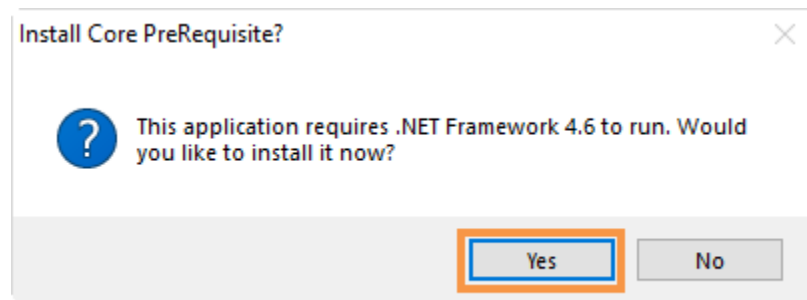 Install Core PreRequisite?
This application requires .NET Framework 4.6 to run. Would
you like to install it now?
Yes
No